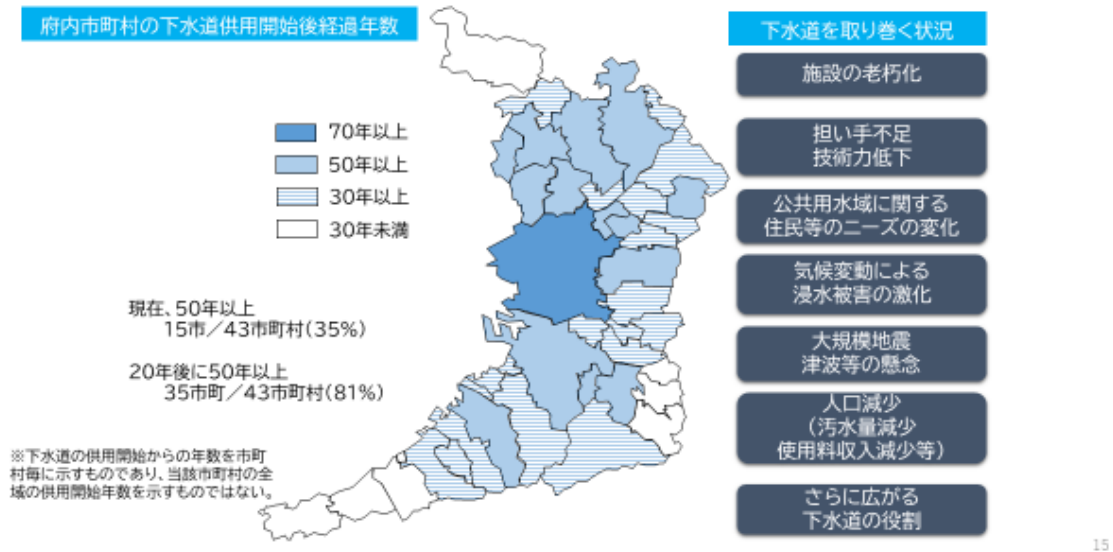 府内市町村の下水道供用開始後経過年数
70年以上
50年以上
30年以上
30年未満
現在、50年以上
15市／43市町村(35%)
20年後に50年以上
35市町／43市町村(81%)
※下水道の供用開始からの年数を市町
村毎に示すものであり、当該市町村の全
域の供用開始年数を示すものではない。
下水道を取り巻く状況
施設の老朽化
担い手不足
技術力低下
公共用水域に関する
住民等のニーズの変化
気候変動による
浸水被害の激化
大規模地震
津波等の懸念
人口減少
（汚水量減少
使用料収入減少等）
さらに広がる
下水道の役割
15